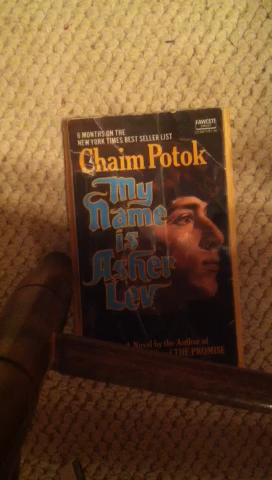 6 MONTHS ON THE
NEW YORK TIMES BEST SELLER LIST
FAWCETT
Chaim Potok
My
Name
is
Asher
Lev
A Novel by the Author of
THE PROMISE